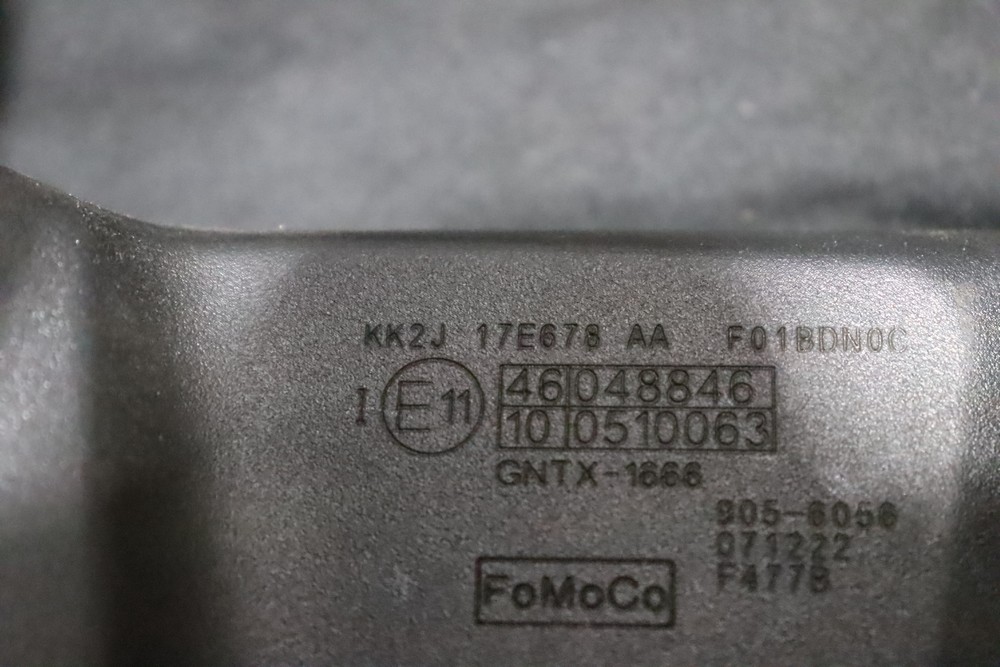 KK2J 17E678 AA F01BDN0C
I E11 46 048846
10 0510063
GNTX-1666
905-6056
071222
F477B
FoMoCo